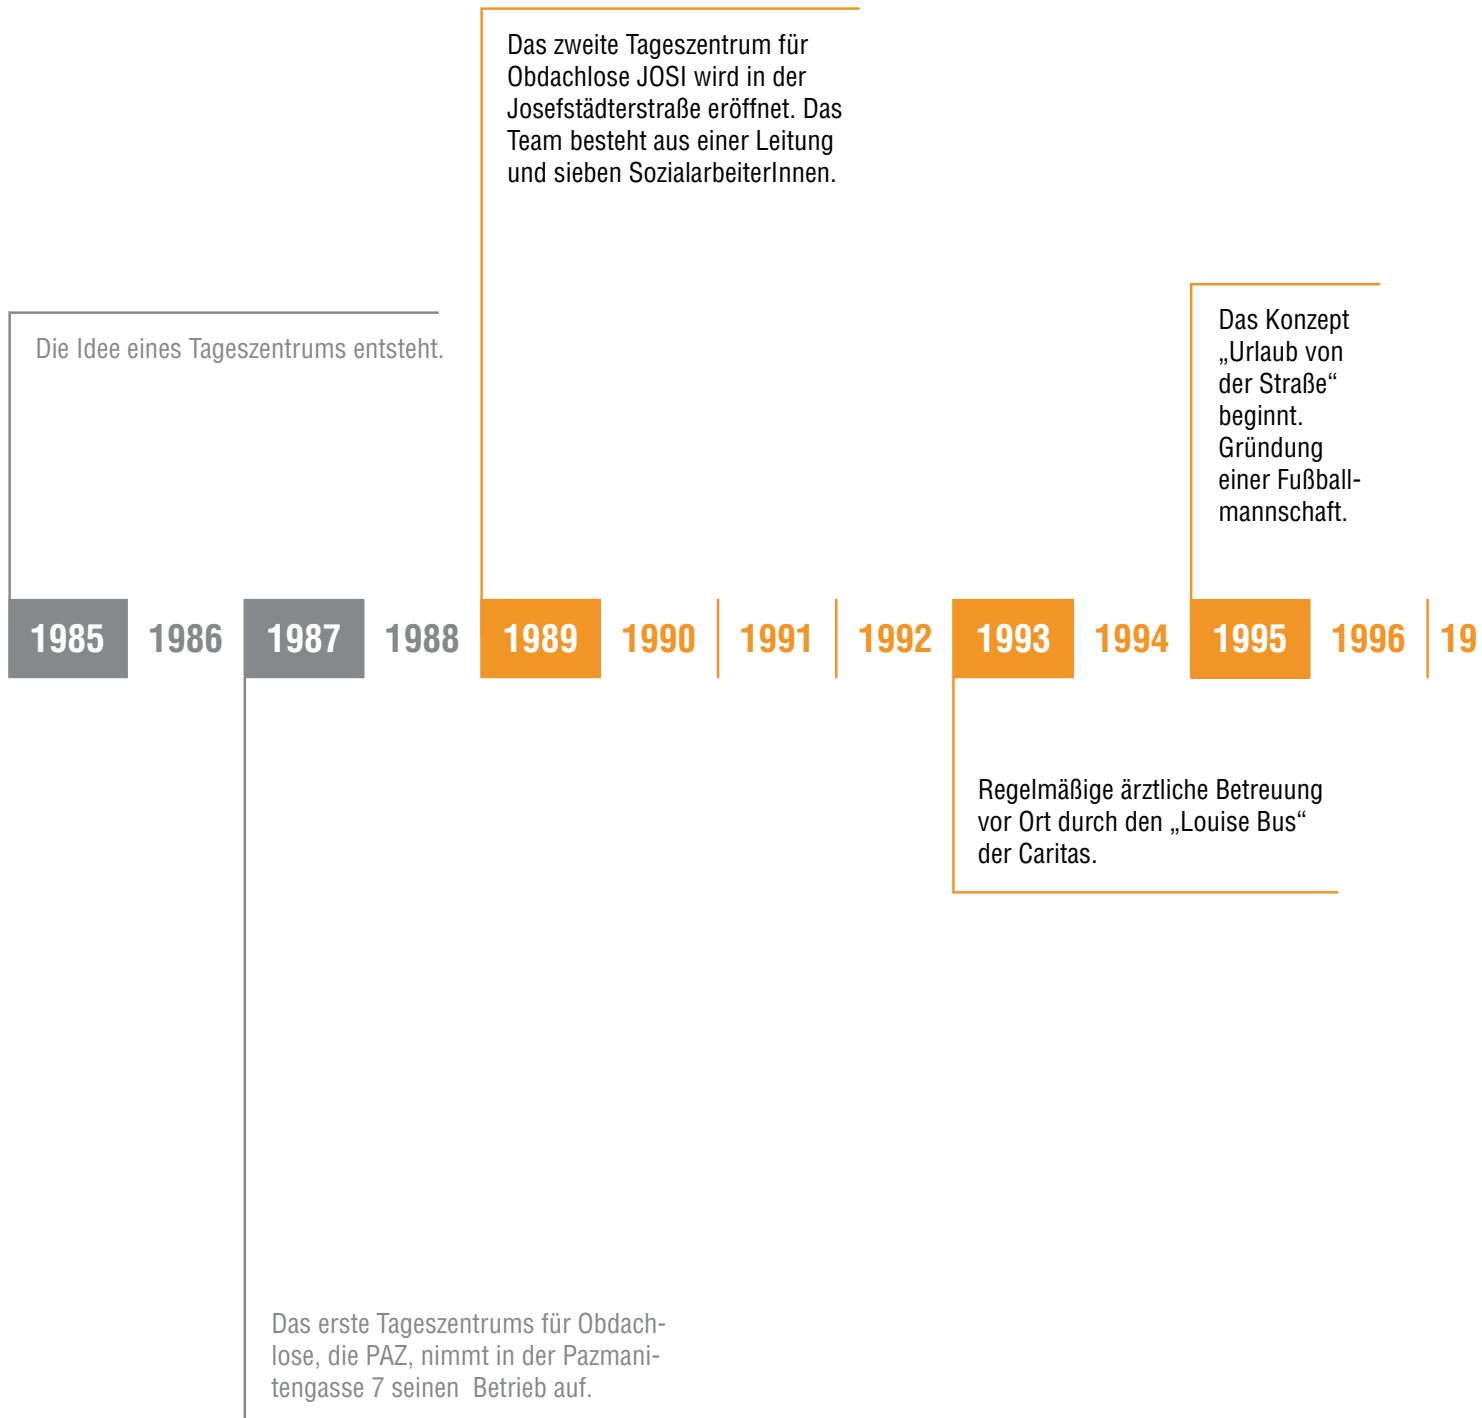 Das zweite Tageszentrum für
Obdachlose JOSI wird in der
Josefstädterstraße eröffnet. Das
Team besteht aus einer Leitung
und sieben SozialarbeiterInnen.
Die Idee eines Tageszentrums entsteht.
Das Konzept
„Urlaub von
der Straße“
beginnt.
Gründung
einer Fußball-
mannschaft.
1985 1986 1987 1988 1989 1990 1991 1992 1993 1994 1995 1996 19
Regelmäßige ärztliche Betreuung
vor Ort durch den „Louise Bus“
der Caritas.
Das erste Tageszentrums für Obdach-
lose, die PAZ, nimmt in der Pazmani-
tengasse 7 seinen  Betrieb auf.